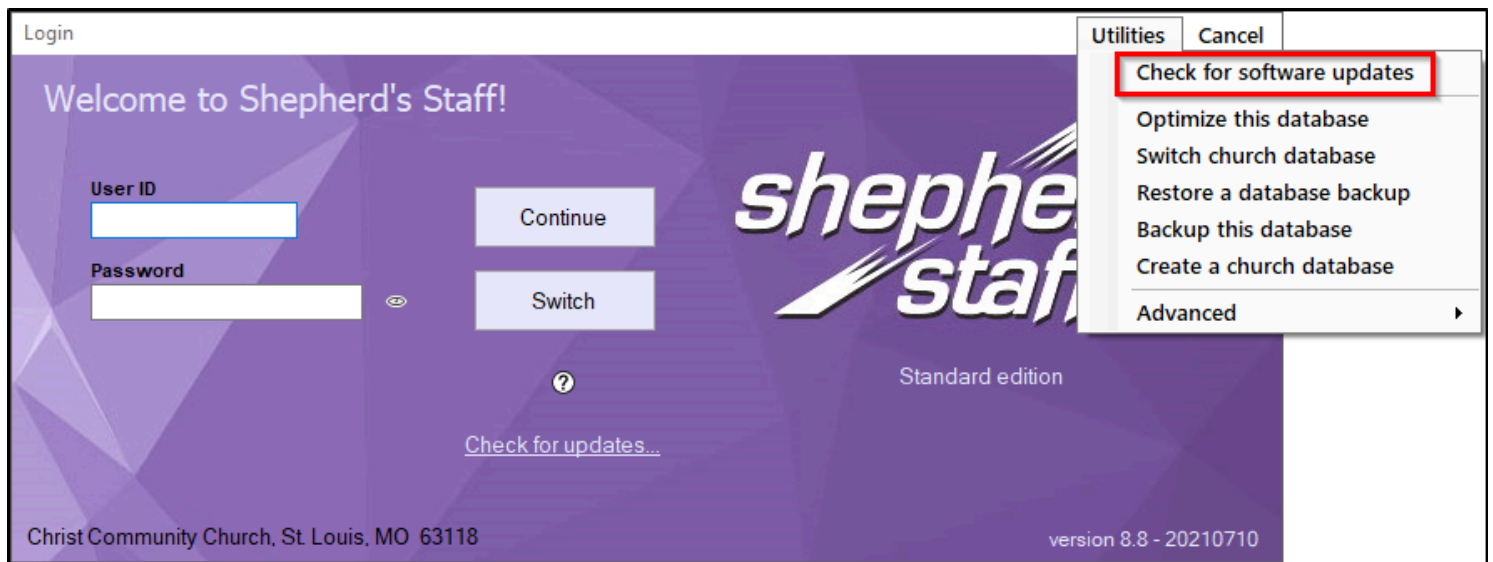 Login
Utilities Cancel
Check for software updates
Welcome to Shepherd's Staff!
Optimize this database
Switch church database
Restore a database backup
Backup this database
Create a church database
Advanced
User ID
Continue
Password
Switch
shephe
staf
Standard edition
?
Check for updates...
Christ Community Church, St. Louis, MO 63118
version 8.8 - 20210710